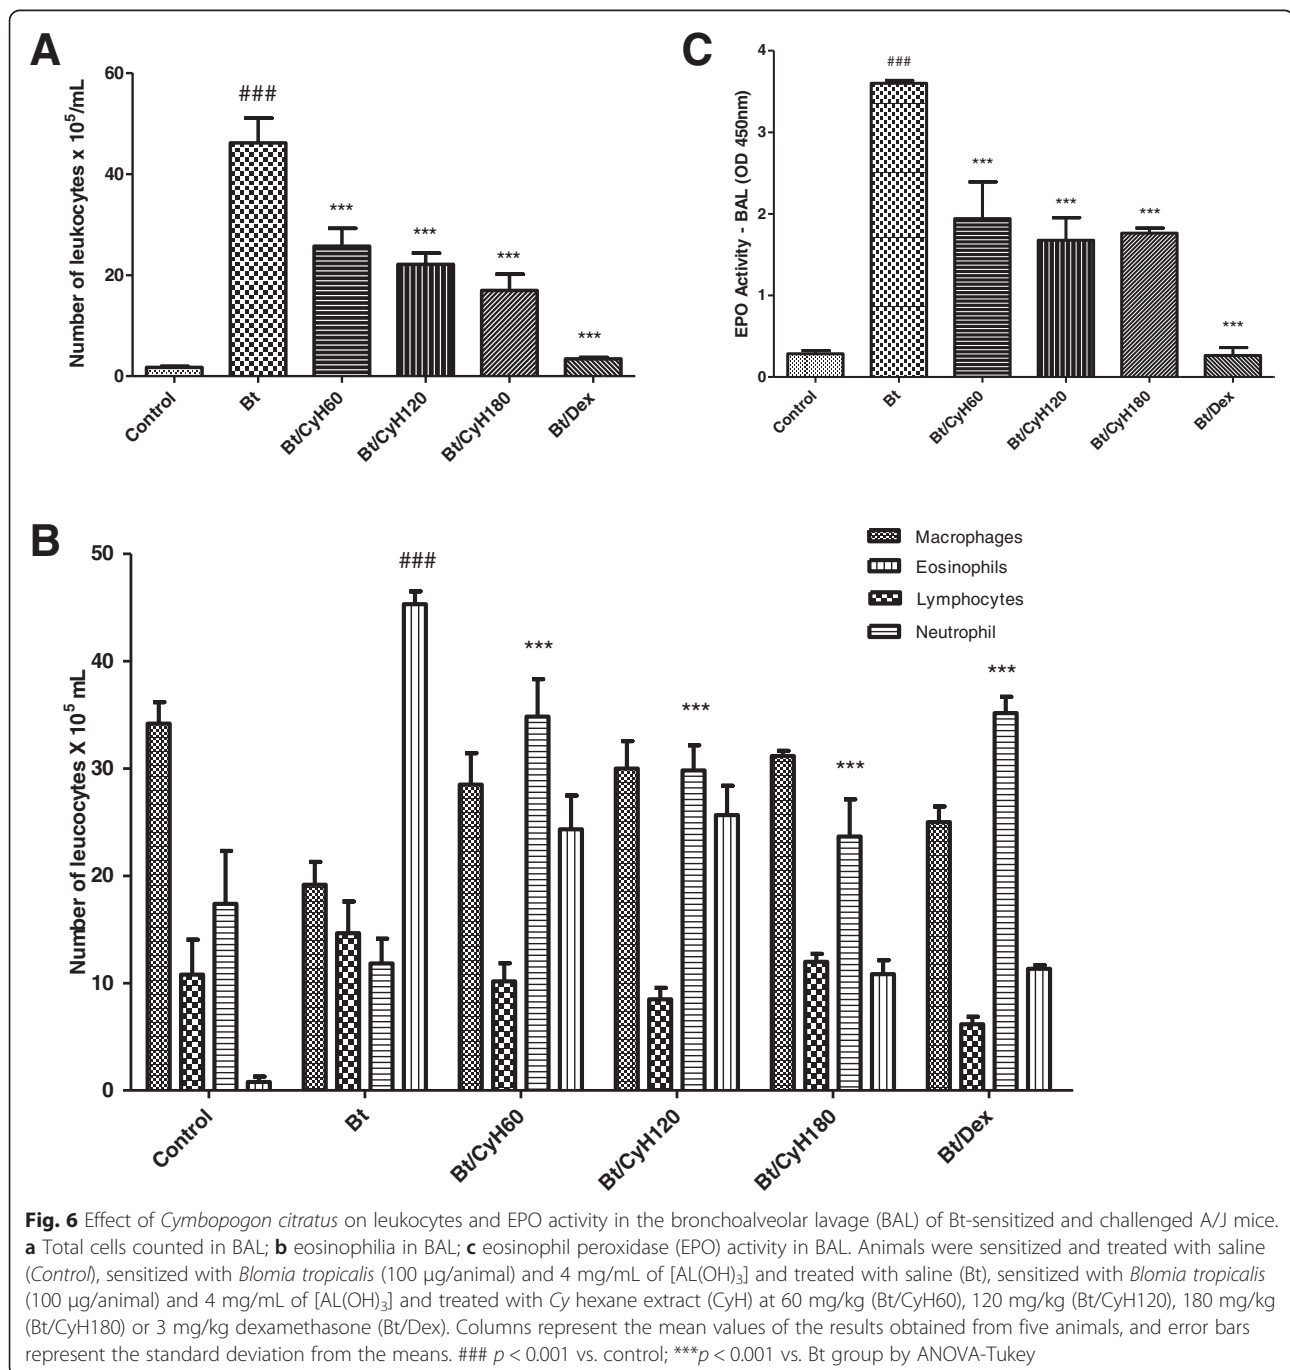 A
Number of leukocytes x 10⁵/mL
60
40
20
0
###
***
***
***
***
Control
Bt
Bt/CyH60
Bt/CyH120
Bt/CyH180
Bt/Dex
C
EPO Activity - BAL (OD 450nm)
4
3
2
1
0
###
***
***
***
***
Control
Bt
Bt/CyH60
Bt/CyH120
Bt/CyH180
Bt/Dex
B
Number of leucocytes X 10⁵ mL
50
40
30
20
10
0
###
***
***
***
***
Macrophages
Eosinophils
Lymphocytes
Neutrophil
Control
Bt
Bt/CyH60
Bt/CyH120
Bt/CyH180
Bt/Dex
Fig. 6 Effect of Cymbopogon citratus on leukocytes and EPO activity in the bronchoalveolar lavage (BAL) of Bt-sensitized and challenged A/J mice.
a Total cells counted in BAL; b eosinophilia in BAL; c eosinophil peroxidase (EPO) activity in BAL. Animals were sensitized and treated with saline
(Control), sensitized with Blomia tropicalis (100 μg/animal) and 4 mg/mL of [AL(OH)₃] and treated with saline (Bt), sensitized with Blomia tropicalis
(100 μg/animal) and 4 mg/mL of [AL(OH)₃] and treated with Cy hexane extract (CyH) at 60 mg/kg (Bt/CyH60), 120 mg/kg (Bt/CyH120), 180 mg/kg
(Bt/CyH180) or 3 mg/kg dexamethasone (Bt/Dex). Columns represent the mean values of the results obtained from five animals, and error bars
represent the standard deviation from the means. ### p < 0.001 vs. control; ***p < 0.001 vs. Bt group by ANOVA-Tukey